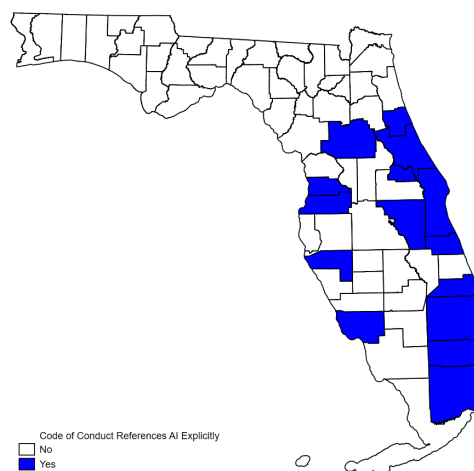 Code of Conduct References AI Explicitly
No
Yes